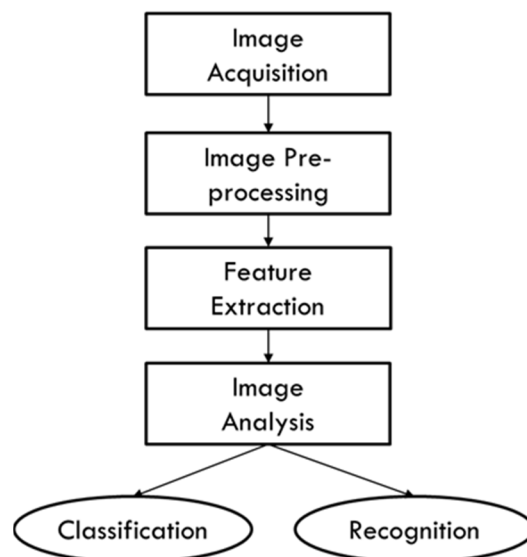 Image
Acquisition
Image Pre-
processing
Feature
Extraction
Image
Analysis
Classification
Recognition